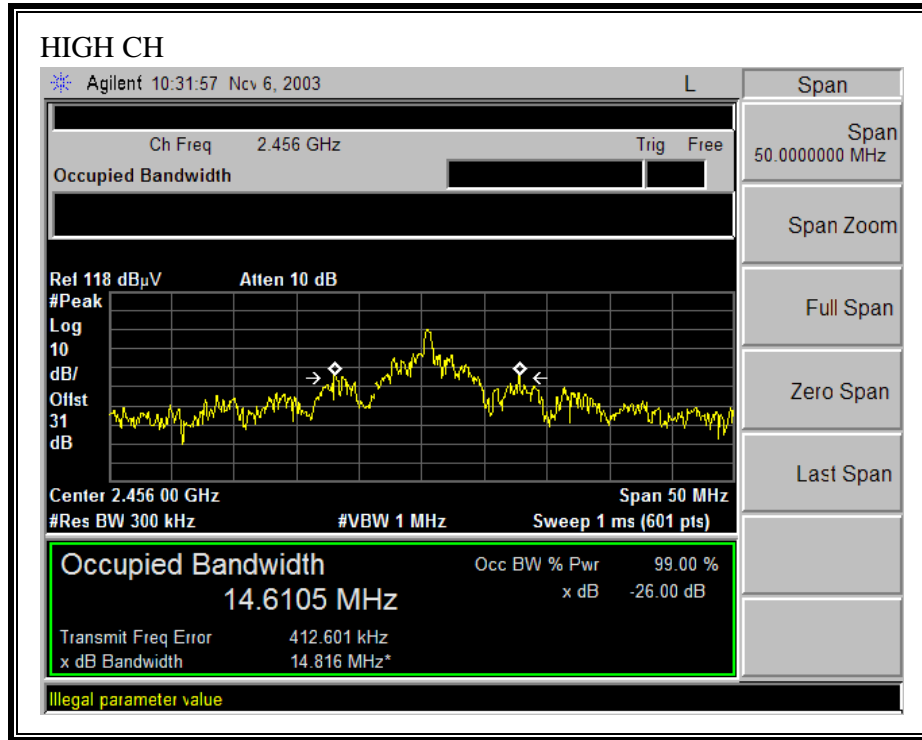 HIGH CH
Agilent 10:31:57 Nov 6, 2003 L
Span
Ch Freq 2.456 GHz Trig Free
Occupied Bandwidth
Span
50.0000000 MHz
Span Zoom
Full Span
Zero Span
Last Span
Ref 118 dBµV Atten 10 dB
#Peak
Log
10
dB/
Offst
31
dB
Center 2.456 00 GHz Span 50 MHz
#Res BW 300 kHz #VBW 1 MHz Sweep 1 ms (601 pts)
Occupied Bandwidth Occ BW % Pwr 99.00 %
14.6105 MHz x dB -26.00 dB
Transmit Freq Error 412.601 kHz
x dB Bandwidth 14.816 MHz*
Illegal parameter value